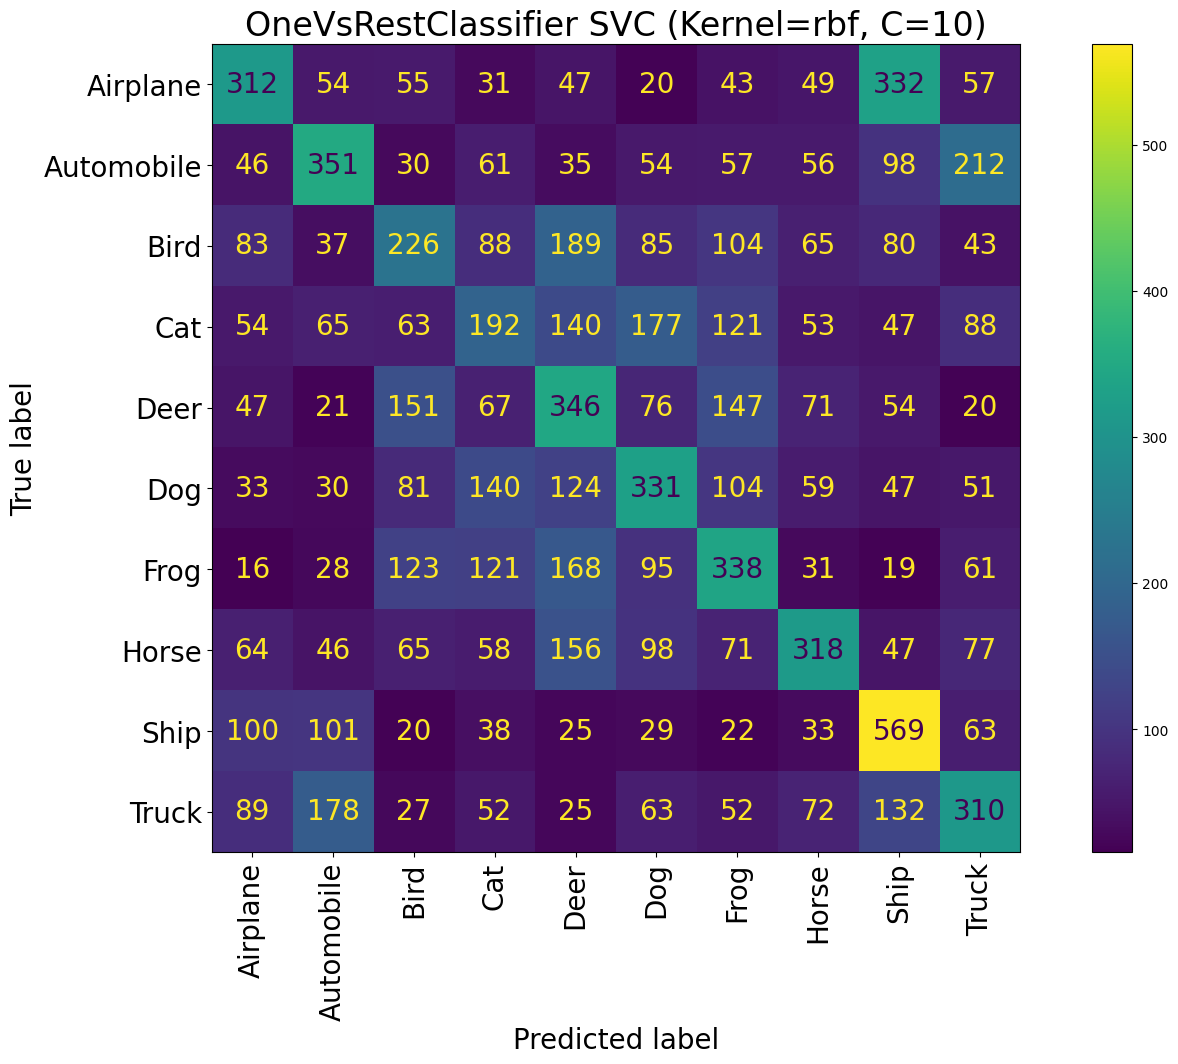 OneVsRestClassifier SVC (Kernel=rbf, C=10)
Airplane 312 54 55 31 47 20 43 49 332 57
Automobile 46 351 30 61 35 54 57 56 98 212
Bird 83 37 226 88 189 85 104 65 80 43
Cat 54 65 63 192 140 177 121 53 47 88
Deer 47 21 151 67 346 76 147 71 54 20
Dog 33 30 81 140 124 331 104 59 47 51
Frog 16 28 123 121 168 95 338 31 19 61
Horse 64 46 65 58 156 98 71 318 47 77
Ship 100 101 20 38 25 29 22 33 569 63
Truck 89 178 27 52 25 63 52 72 132 310
Airplane Automobile Bird Cat Deer Dog Frog Horse Ship Truck
Predicted label
True label
500
400
300
200
100